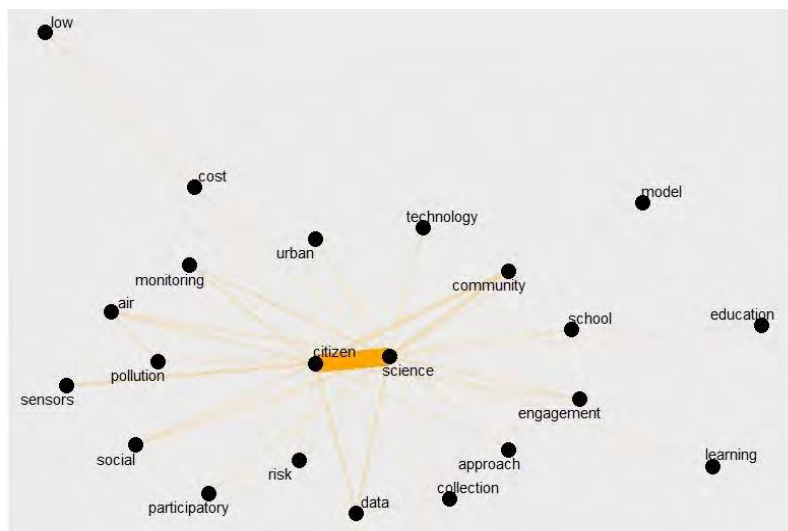 low
cost
model
technology
urban
monitoring
community
air
school
education
citizen
science
pollution
sensors
engagement
social
risk
approach
learning
participatory
data
collection